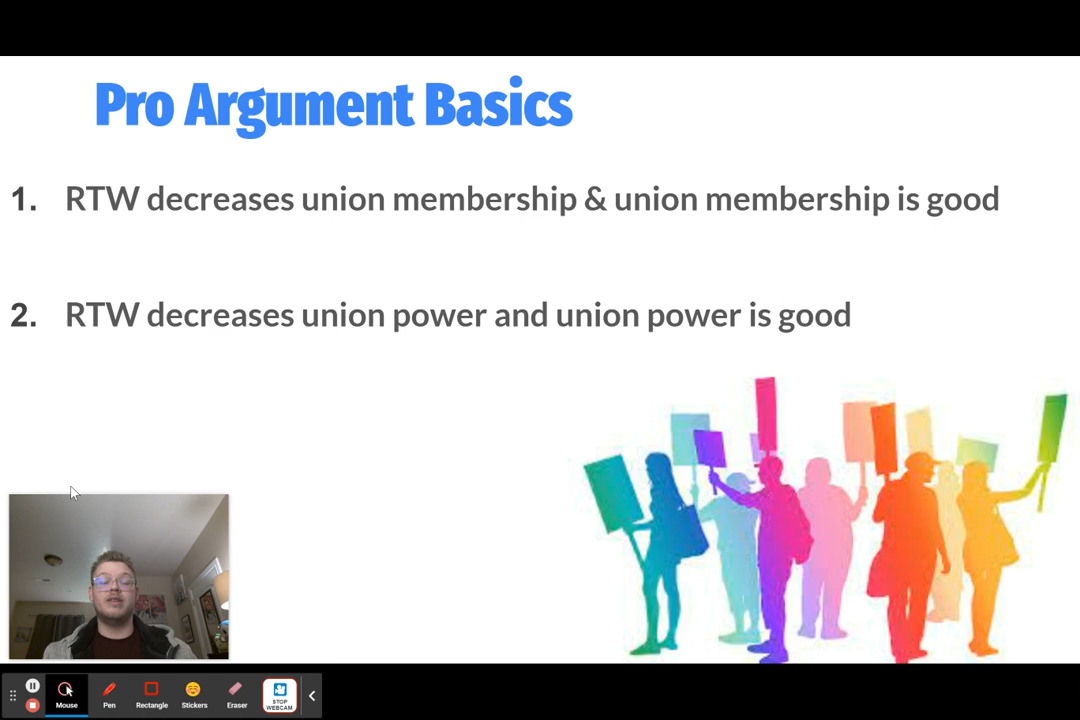 Pro Argument Basics
1. RTW decreases union membership & union membership is good
2. RTW decreases union power and union power is good
Mouse
Pen
Rectangle
Stickers
Eraser
STOP
WEBCAM